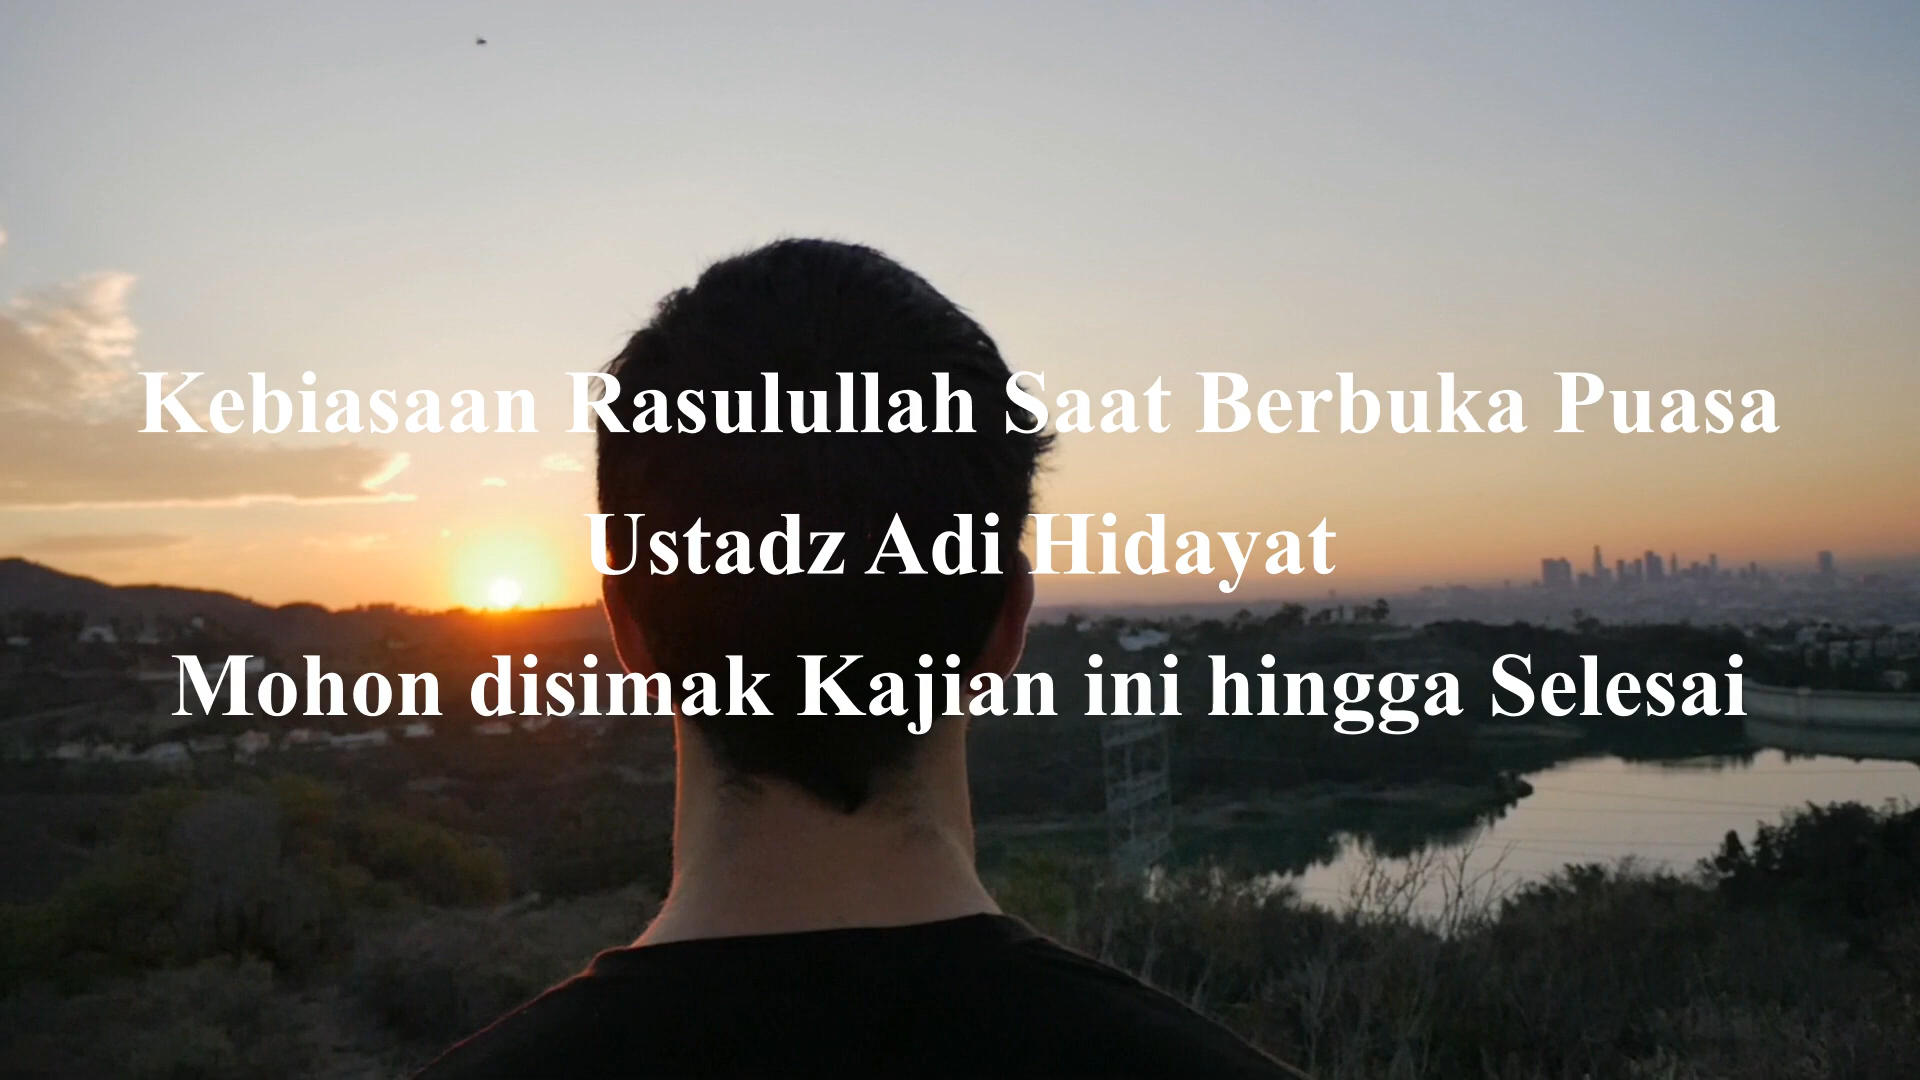 Kebiasaan Rasulullah Saat Berbuka Puasa
Ustadz Adi Hidayat
Mohon disimak Kajian ini hingga Selesai